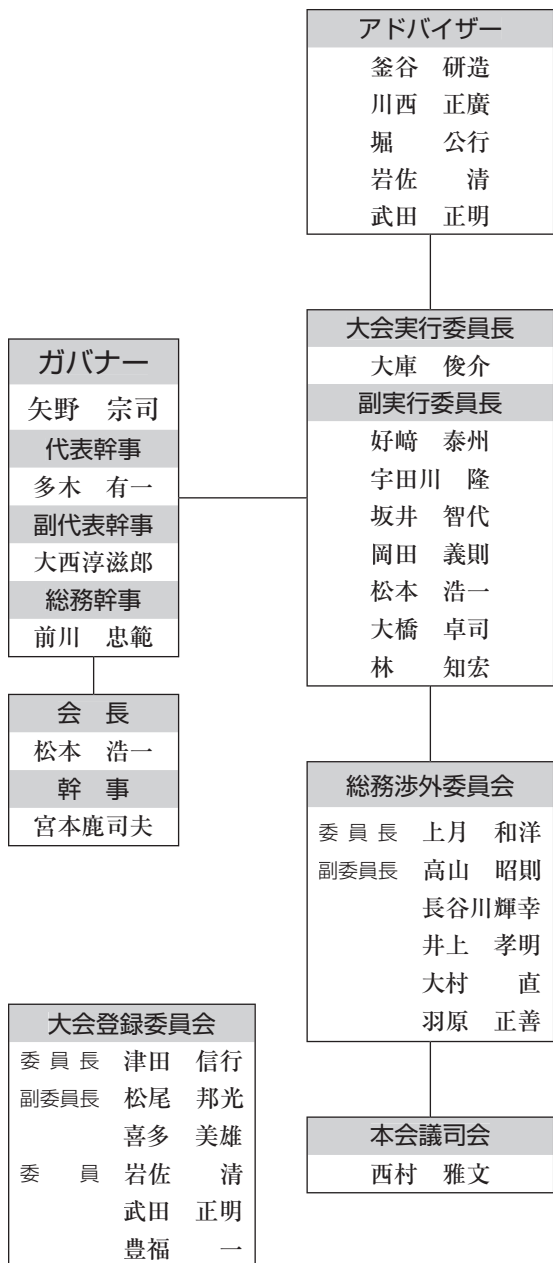 アドバイザー
釜谷　研造
川西　正廣
堀　　公行
岩佐　　清
武田　正明
大会実行委員長
大庫　俊介
副実行委員長
好﨑　泰州
宇田川　隆
坂井　智代
岡田　義則
松本　浩一
大橋　卓司
林　　知宏
ガバナー
矢野　宗司
代表幹事
多木　有一
副代表幹事
大西淳滋郎
総務幹事
前川　忠範
会　長
松本　浩一
幹　事
宮本鹿司夫
総務渉外委員会
委 員 長　上月　和洋
副委員長　高山　昭則
長谷川輝幸
井上　孝明
大村　　直
羽原　正善
大会登録委員会
委 員 長　津田　信行
副委員長　松尾　邦光
喜多　美雄
委　　員　岩佐　　清
武田　正明
豊福　　一
本会議司会
西村　雅文